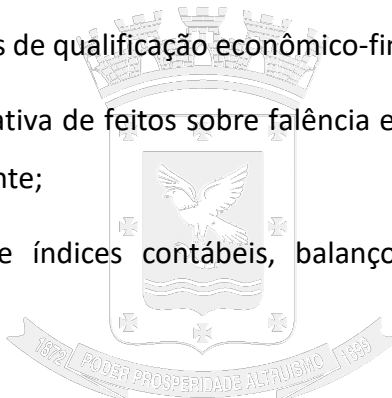 s de qualificação econômico-fin
ativa de feitos sobre falência e
nte;
e índices contábeis, balanço
1872 PODER PROSPERIDADE ALTRUISMO 1899